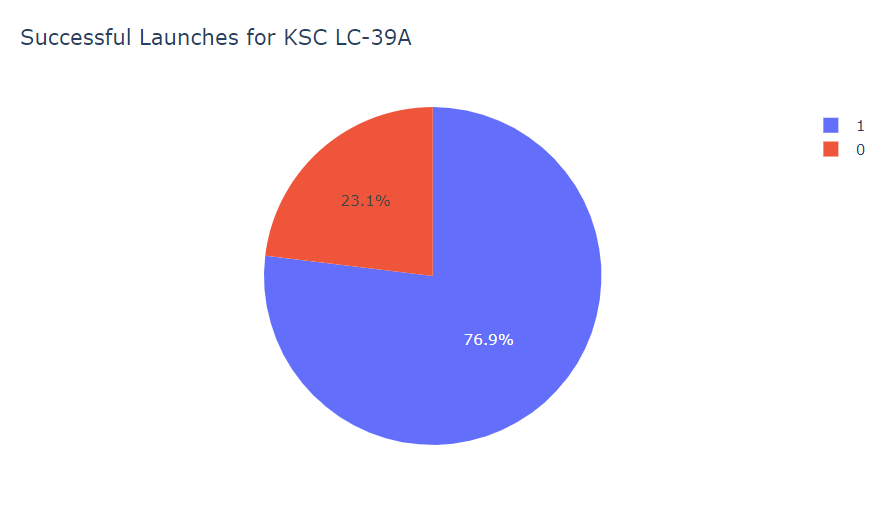 Successful Launches for KSC LC-39A
1
0
23.1%
76.9%